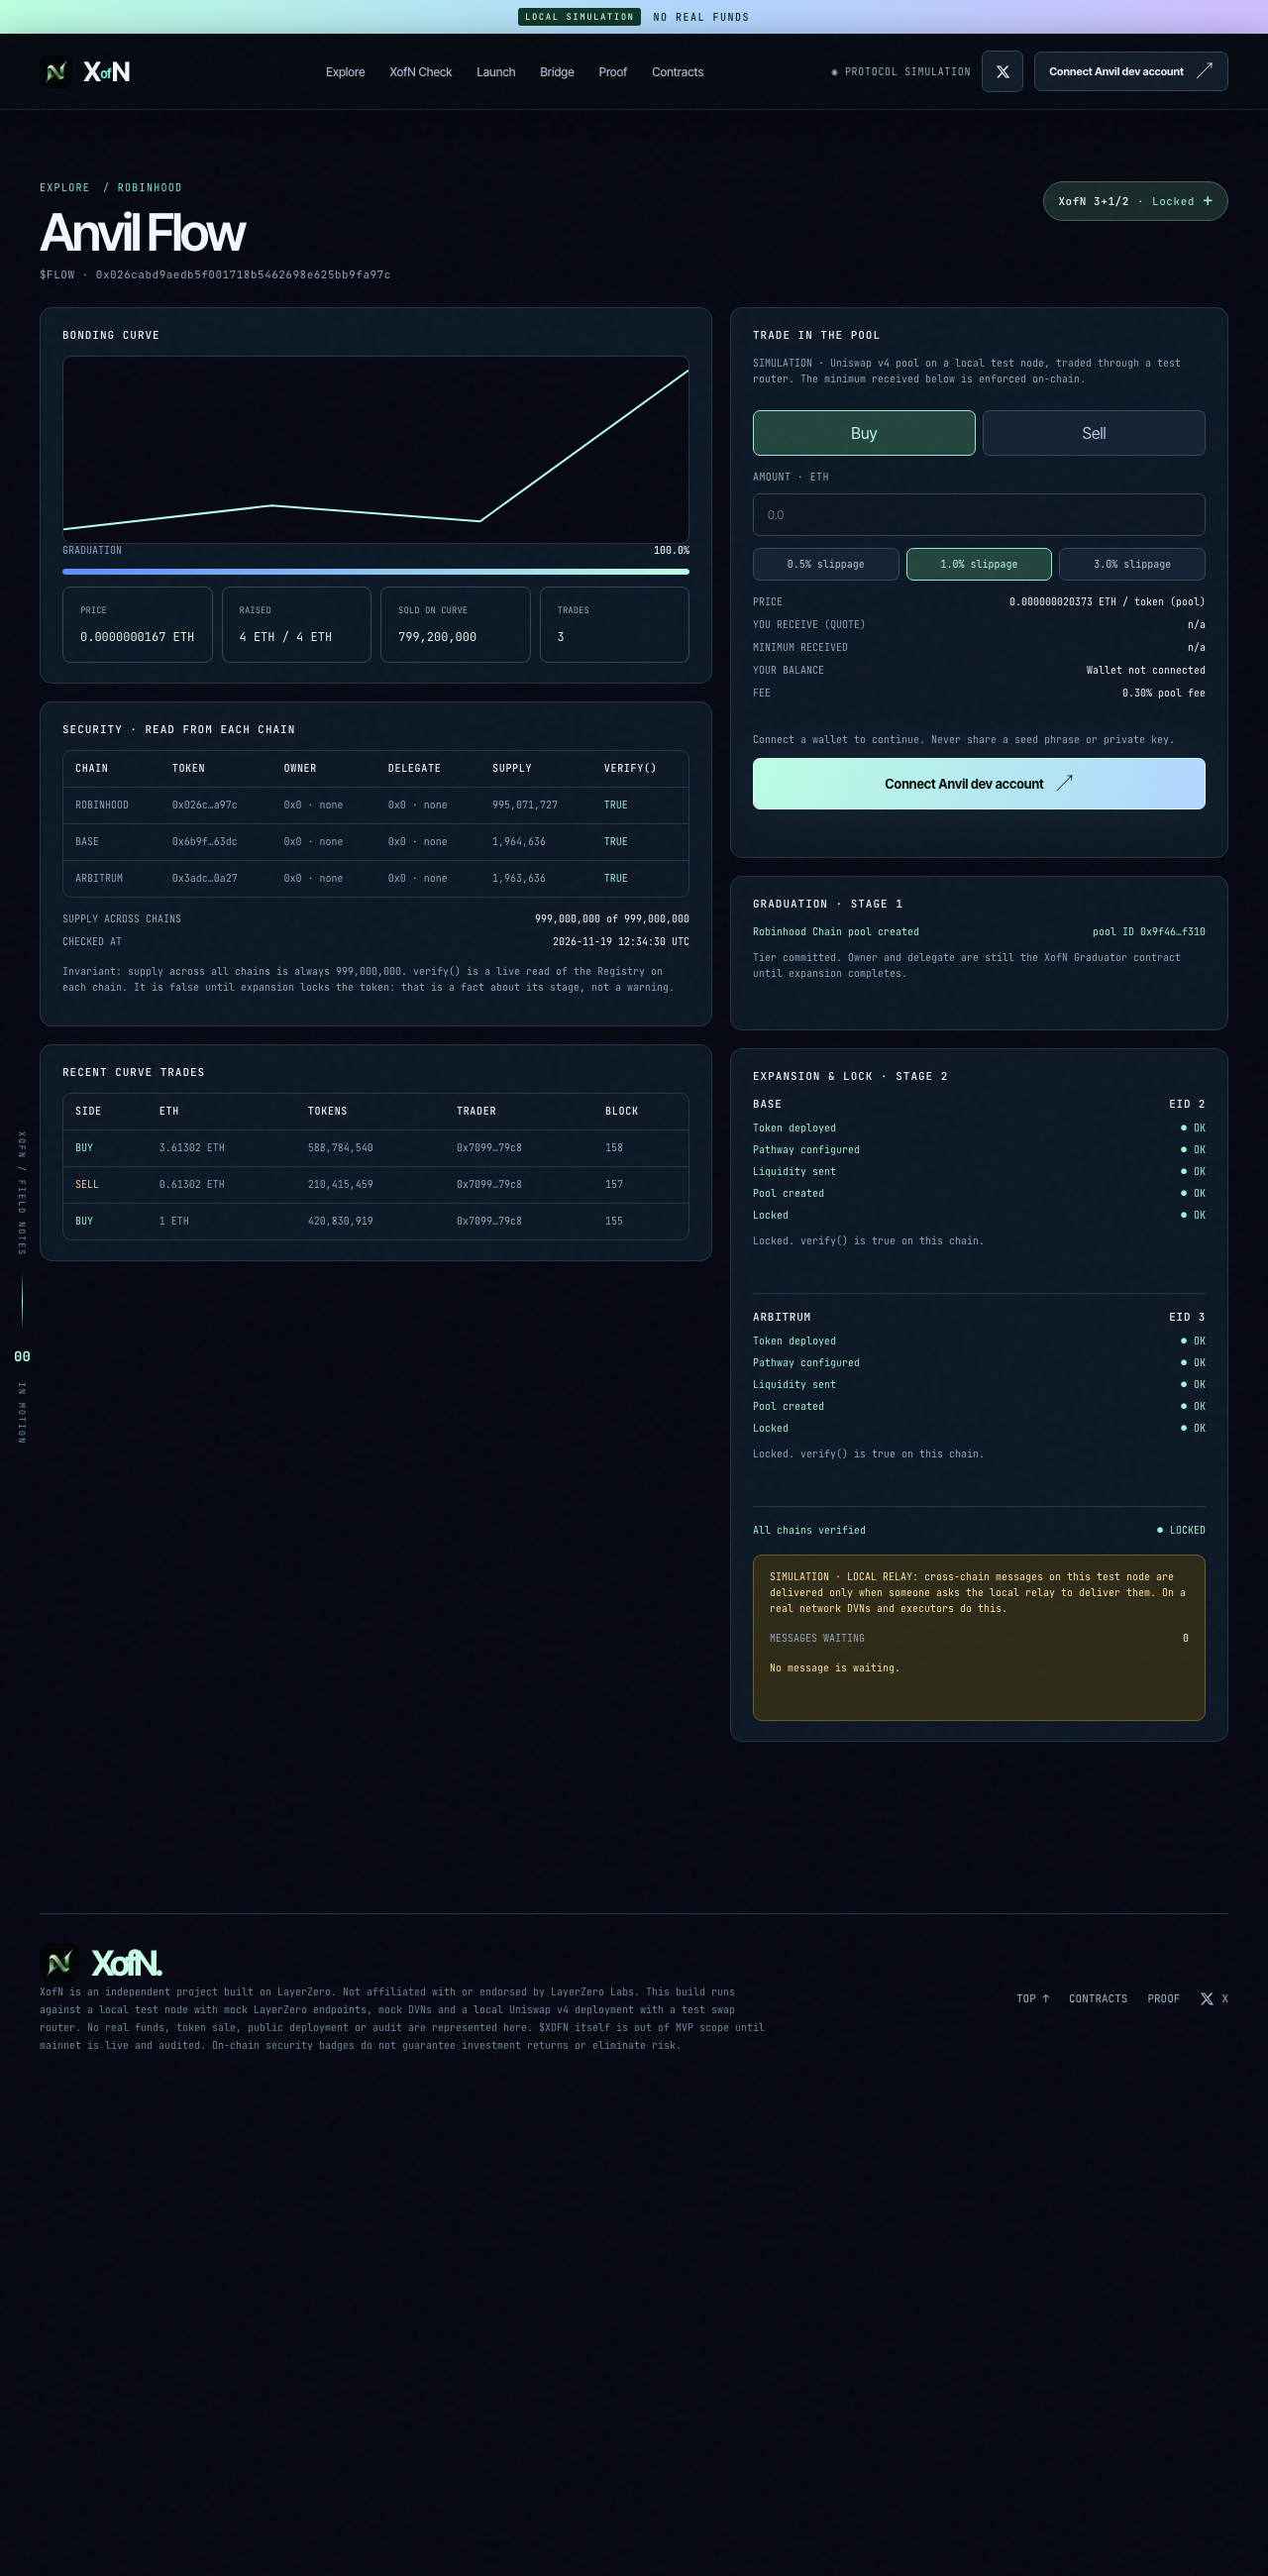 LOCAL SIMULATION NO REAL FUNDS
XofN
Explore XofN Check Launch Bridge Proof Contracts
PROTOCOL SIMULATION
Connect Anvil dev account
EXPLORE / ROBINHOOD
Anvil Flow
$FLOW · 0x026cabd9aedb5f001718b5462698e625bb9fa97c
XofN 3+1/2 · Locked +
BONDING CURVE
GRADUATION 100.0%
PRICE RAISED SOLD ON CURVE TRADES
0.0000000167 ETH 4 ETH / 4 ETH 799,200,000 3
SECURITY · READ FROM EACH CHAIN
CHAIN TOKEN OWNER DELEGATE SUPPLY VERIFY()
ROBINHOOD 0x026c…a97c 0x0 · none 0x0 · none 995,071,727 TRUE
BASE 0x6b9f…63dc 0x0 · none 0x0 · none 1,964,636 TRUE
ARBITRUM 0x3adc…0a27 0x0 · none 0x0 · none 1,963,636 TRUE
SUPPLY ACROSS CHAINS 999,000,000 of 999,000,000
CHECKED AT 2026-11-19 12:34:30 UTC
Invariant: supply across all chains is always 999,000,000. verify() is a live read of the Registry on
each chain. It is false until expansion locks the token: that is a fact about its stage, not a warning.
RECENT CURVE TRADES
SIDE ETH TOKENS TRADER BLOCK
BUY 3.61302 ETH 588,784,540 0x7099…79c8 158
SELL 0.61302 ETH 210,415,459 0x7099…79c8 157
BUY 1 ETH 420,830,919 0x7099…79c8 155
TRADE IN THE POOL
SIMULATION · Uniswap v4 pool on a local test node, traded through a test
router. The minimum received below is enforced on-chain.
Buy Sell
AMOUNT · ETH
0.0
0.5% slippage 1.0% slippage 3.0% slippage
PRICE 0.000000020373 ETH / token (pool)
YOU RECEIVE (QUOTE) n/a
MINIMUM RECEIVED n/a
YOUR BALANCE Wallet not connected
FEE 0.30% pool fee
Connect a wallet to continue. Never share a seed phrase or private key.
Connect Anvil dev account
GRADUATION · STAGE 1
Robinhood Chain pool created pool ID 0x9f46…f310
Tier committed. Owner and delegate are still the XofN Graduator contract
until expansion completes.
EXPANSION & LOCK · STAGE 2
BASE EID 2
Token deployed ● OK
Pathway configured ● OK
Liquidity sent ● OK
Pool created ● OK
Locked ● OK
Locked. verify() is true on this chain.
ARBITRUM EID 3
Token deployed ● OK
Pathway configured ● OK
Liquidity sent ● OK
Pool created ● OK
Locked ● OK
Locked. verify() is true on this chain.
All chains verified ● LOCKED
SIMULATION · LOCAL RELAY: cross-chain messages on this test node are
delivered only when someone asks the local relay to deliver them. On a
real network DVNs and executors do this.
MESSAGES WAITING 0
No message is waiting.
XOFN / FIELD NOTES
00
IN MOTION
XofN.
XofN is an independent project built on LayerZero. Not affiliated with or endorsed by LayerZero Labs. This build runs
against a local test node with mock LayerZero endpoints, mock DVNs and a local Uniswap v4 deployment with a test swap
router. No real funds, token sale, public deployment or audit are represented here. $XOFN itself is out of MVP scope until
mainnet is live and audited. On-chain security badges do not guarantee investment returns or eliminate risk.
TOP ↑ CONTRACTS PROOF X